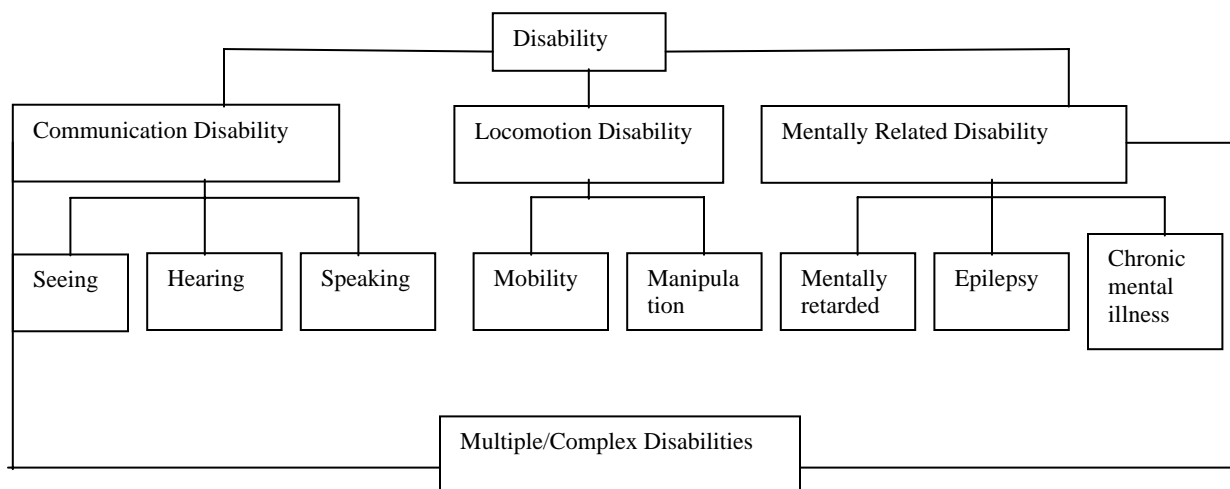 Disability
Communication Disability
Locomotion Disability
Mentally Related Disability
Seeing
Hearing
Speaking
Mobility
Manipula
tion
Mentally
retarded
Epilepsy
Chronic
mental
illness
Multiple/Complex Disabilities